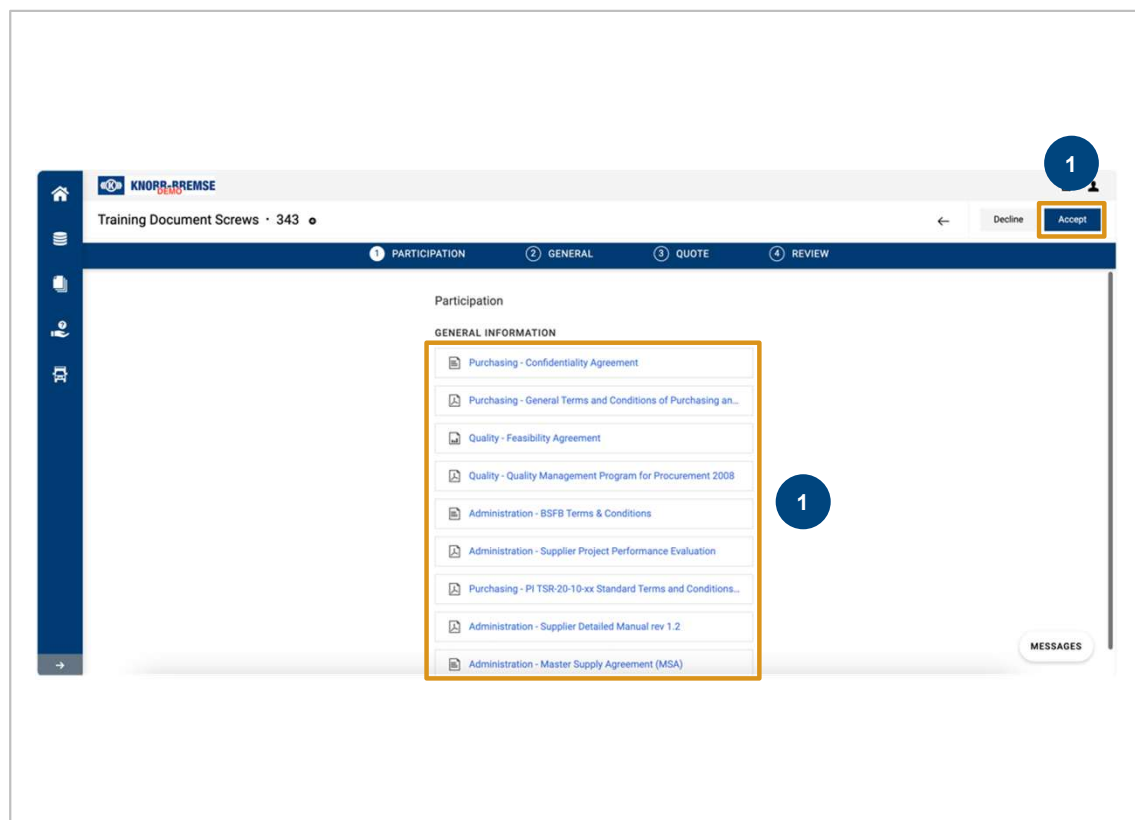 1
KNORR-BREMSE
DEMO
Training Document Screws · 343
Decline
Accept
1 PARTICIPATION
2 GENERAL
3 QUOTE
4 REVIEW
Participation
GENERAL INFORMATION
Purchasing - Confidentiality Agreement
Purchasing - General Terms and Conditions of Purchasing an...
Quality - Feasibility Agreement
Quality - Quality Management Program for Procurement 2008
1
Administration - BSFB Terms & Conditions
Administration - Supplier Project Performance Evaluation
Purchasing - PI TSR-20-10-xx Standard Terms and Conditions...
Administration - Supplier Detailed Manual rev 1.2
MESSAGES
Administration - Master Supply Agreement (MSA)